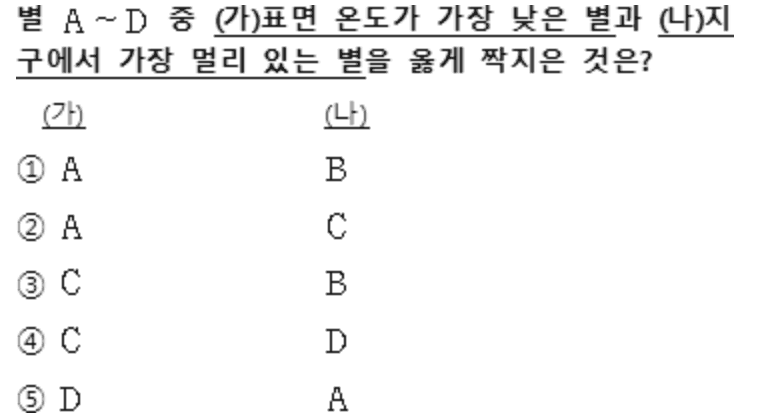 별 A ~ D 중 (가)표면 온도가 가장 낮은 별과 (나)지
구에서 가장 멀리 있는 별을 옳게 짝지은 것은?
(가) (나)
① A B
② A C
③ C B
④ C D
⑤ D A